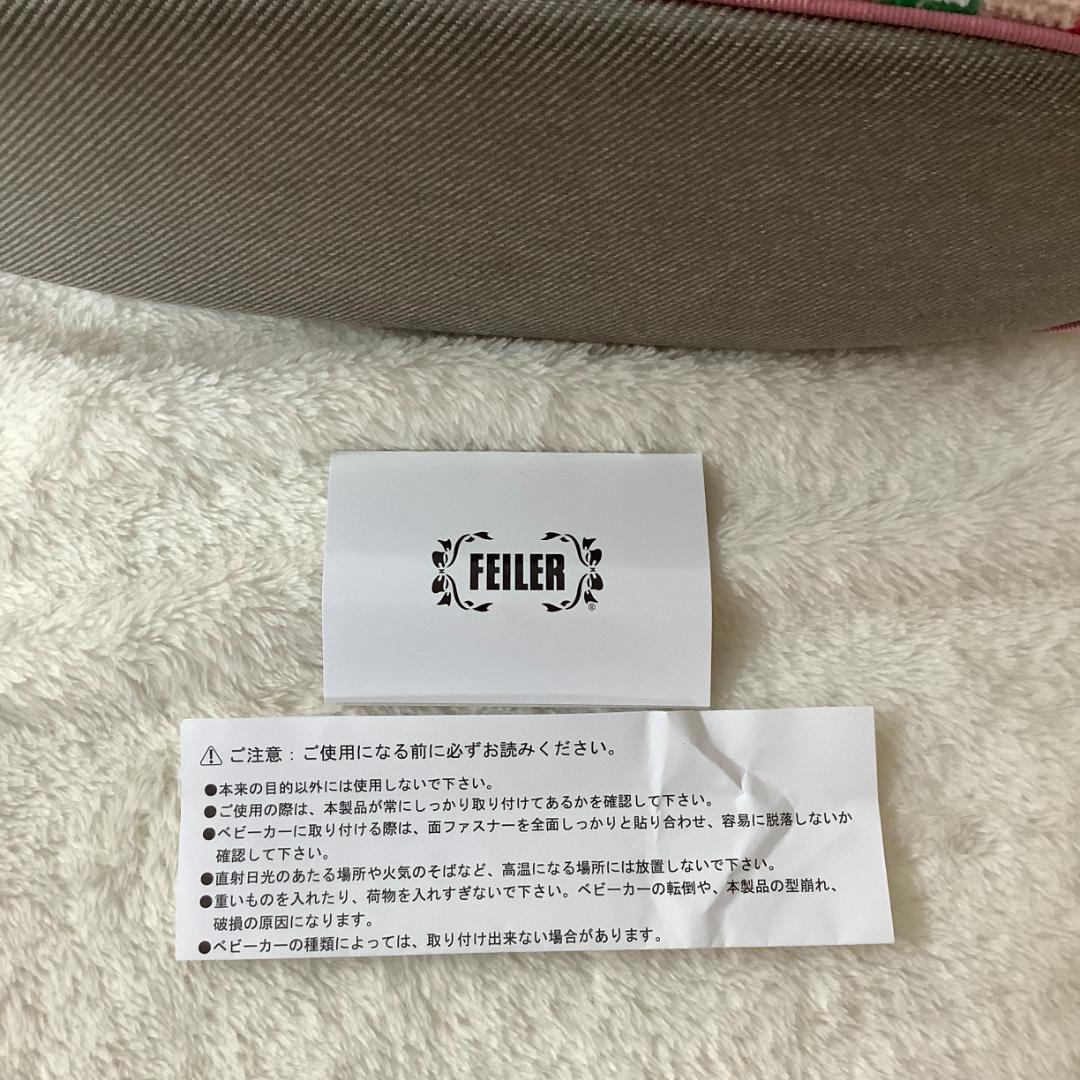 FEILER
®
⚠ ご注意：ご使用になる前に必ずお読みください。
●本来の目的以外には使用しないで下さい。
●ご使用の際は、本製品が常にしっかり取り付けてあるかを確認して下さい。
●ベビーカーに取り付ける際は、面ファスナーを全面しっかりと貼り合わせ、容易に脱落しないか
確認して下さい。
●直射日光のあたる場所や火気のそばなど、高温になる場所には放置しないで下さい。
●重いものを入れたり、荷物を入れすぎないで下さい。ベビーカーの転倒や、本製品の型崩れ、
破損の原因になります。
●ベビーカーの種類によっては、取り付け出来ない場合があります。